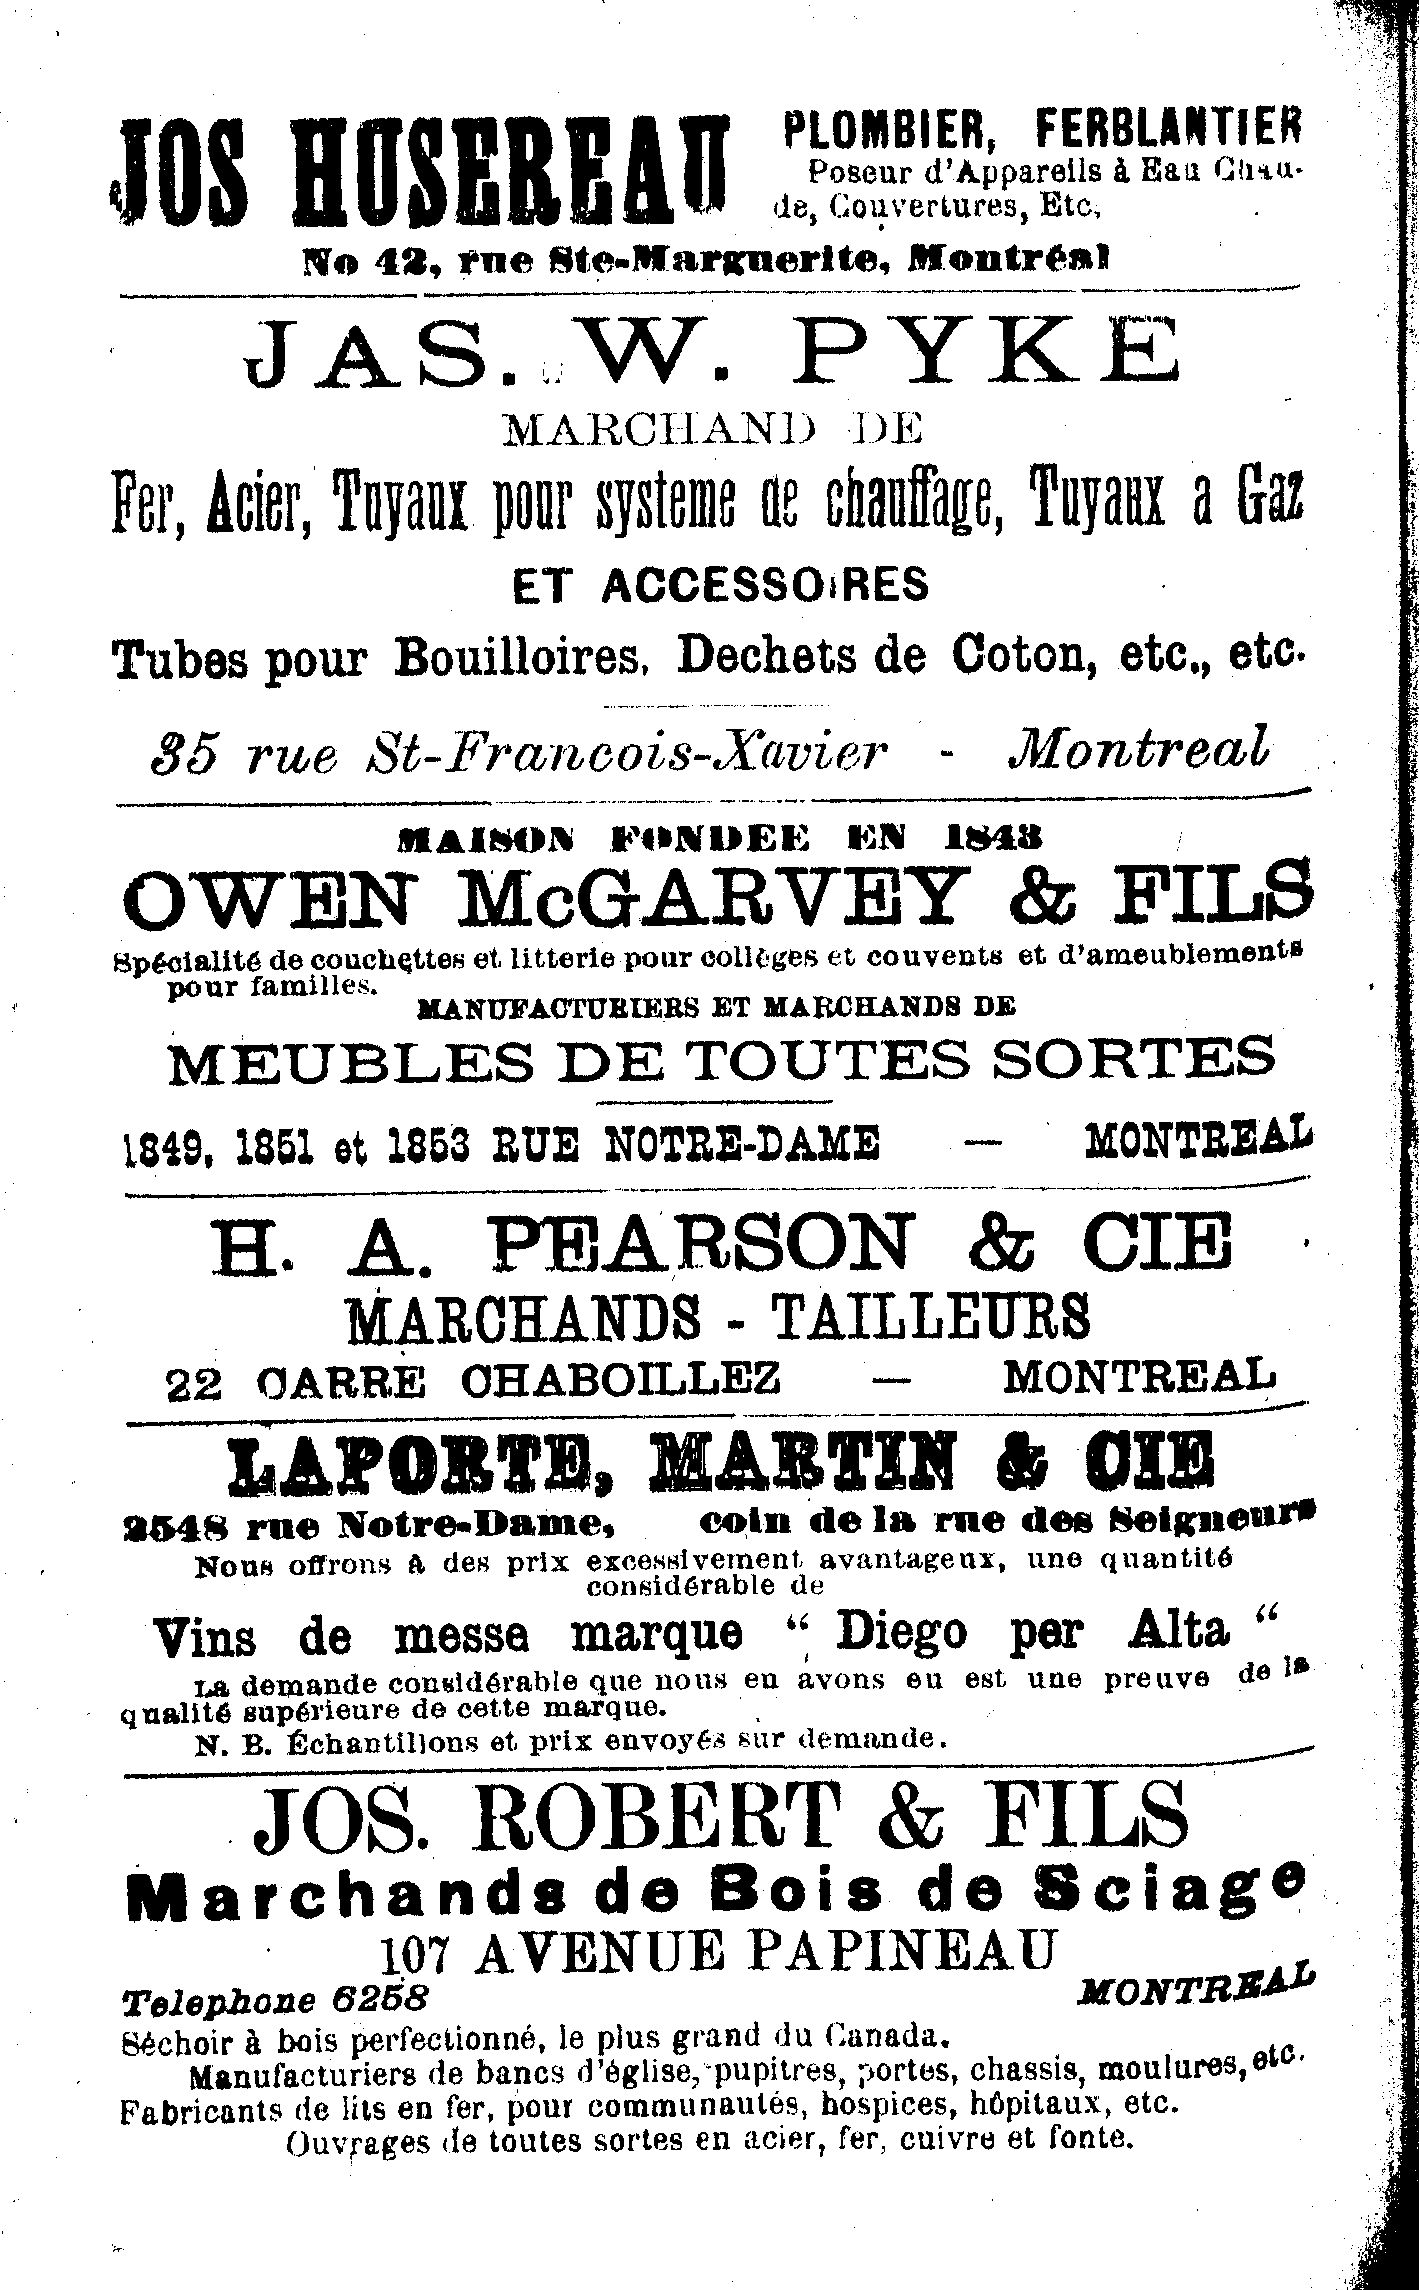 JOS HUSEREAU
PLOMBIER, FERBLANTIER
Poseur d'Appareils à Eau Chau-
de, Couvertures, Etc,
No 42, rue Ste-Marguerite, Montréal
JAS. W. PYKE
MARCHAND DE
Fer, Acier, Tuyaux pour systeme de chauffage, Tuyaux a Gaz
ET ACCESSOiRES
Tubes pour Bouilloires, Dechets de Coton, etc., etc.
35 rue St-Francois-Xavier - Montreal
MAISON FONDEE EN 1843
OWEN McGARVEY & FILS
Spécialité de couchettes et litterie pour collèges et couvents et d'ameublements
pour familles.
MANUFACTURIERS ET MARCHANDS DE
MEUBLES DE TOUTES SORTES
1849, 1851 et 1853 RUE NOTRE-DAME — MONTREAL
H. A. PEARSON & CIE
MARCHANDS - TAILLEURS
22 CARRE CHABOILLEZ — MONTREAL
LAPORTE, MARTIN & CIE
2548 rue Notre-Dame, coin de la rue des Seigneurs
Nous offrons à des prix excessivement avantageux, une quantité
considérable de
Vins de messe marque “ Diego per Alta “
La demande considérable que nous en avons eu est une preuve de la
qualité supérieure de cette marque.
N. B. Échantillons et prix envoyés sur demande.
JOS. ROBERT & FILS
Marchands de Bois de Sciage
107 AVENUE PAPINEAU
Telephone 6258 MONTREAL
Séchoir à bois perfectionné, le plus grand du Canada.
Manufacturiers de bancs d'église, pupitres, portes, chassis, moulures, etc.
Fabricants de lits en fer, pour communautés, hospices, hôpitaux, etc.
Ouvrages de toutes sortes en acier, fer, cuivre et fonte.